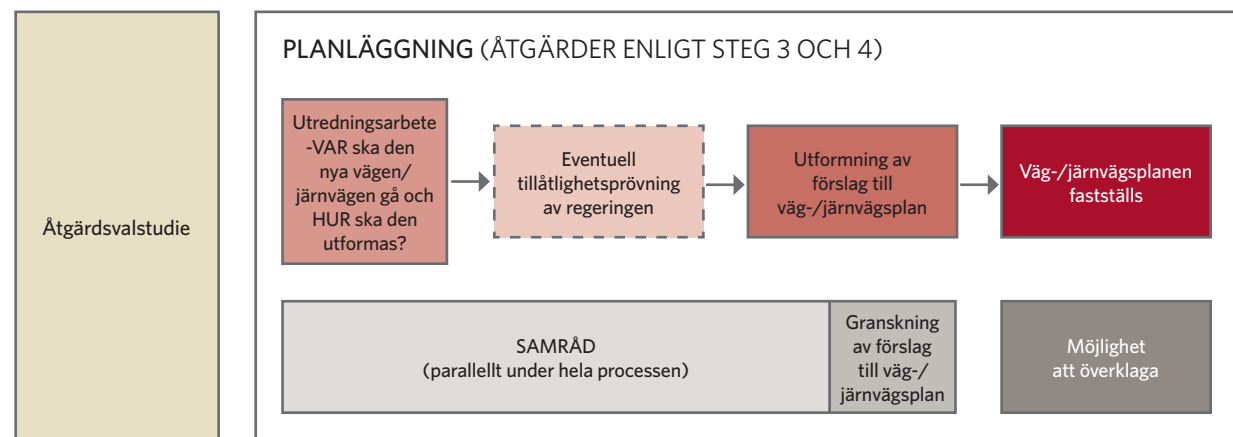 Åtgärdsvalstudie
PLANLÄGGNING (ÅTGÄRDER ENLIGT STEG 3 OCH 4)
Utredningsarbete
-VAR ska den
nya vägen/
järnvägen gå och
HUR ska den
utformas?
Eventuell
tillåtlighetsprövning
av regeringen
Utformning av
förslag till
väg-/järnvägsplan
Väg-/järnvägsplanen
fastställs
SAMRÅD
(parallellt under hela processen)
Granskning
av förslag
till väg-/
järnvägsplan
Möjlighet
att överklaga